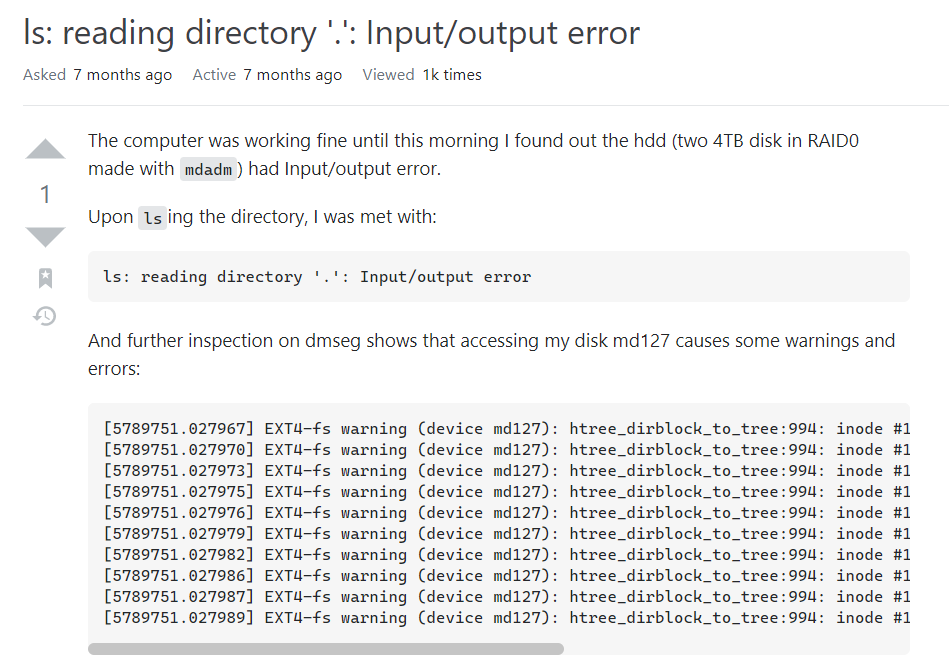 ls: reading directory '.': Input/output error
Asked 7 months ago Active 7 months ago Viewed 1k times
The computer was working fine until this morning I found out the hdd (two 4TB disk in RAID0
made with mdadm) had Input/output error.
1
Upon lsing the directory, I was met with:
ls: reading directory '.': Input/output error
And further inspection on dmseg shows that accessing my disk md127 causes some warnings and
errors:
[5789751.027967] EXT4-fs warning (device md127): htree_dirblock_to_tree:994: inode #1
[5789751.027970] EXT4-fs warning (device md127): htree_dirblock_to_tree:994: inode #1
[5789751.027973] EXT4-fs warning (device md127): htree_dirblock_to_tree:994: inode #1
[5789751.027975] EXT4-fs warning (device md127): htree_dirblock_to_tree:994: inode #1
[5789751.027976] EXT4-fs warning (device md127): htree_dirblock_to_tree:994: inode #1
[5789751.027979] EXT4-fs warning (device md127): htree_dirblock_to_tree:994: inode #1
[5789751.027982] EXT4-fs warning (device md127): htree_dirblock_to_tree:994: inode #1
[5789751.027986] EXT4-fs warning (device md127): htree_dirblock_to_tree:994: inode #1
[5789751.027987] EXT4-fs warning (device md127): htree_dirblock_to_tree:994: inode #1
[5789751.027989] EXT4-fs warning (device md127): htree_dirblock_to_tree:994: inode #1